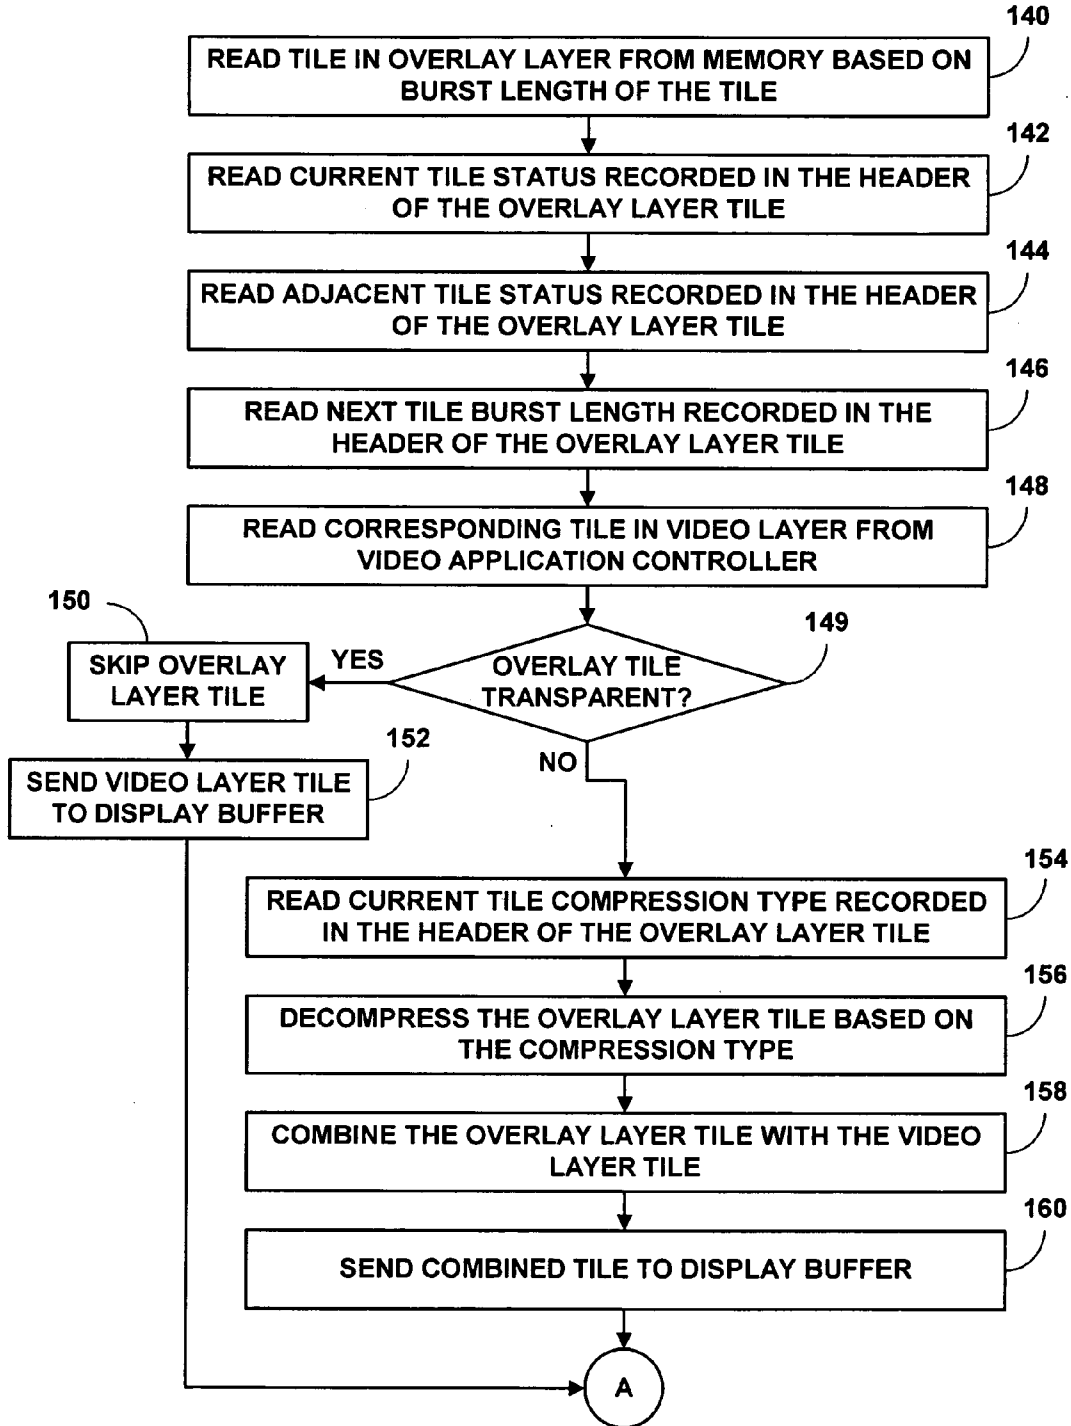 140
READ TILE IN OVERLAY LAYER FROM MEMORY BASED ON
BURST LENGTH OF THE TILE
142
READ CURRENT TILE STATUS RECORDED IN THE HEADER
OF THE OVERLAY LAYER TILE
144
READ ADJACENT TILE STATUS RECORDED IN THE HEADER
OF THE OVERLAY LAYER TILE
146
READ NEXT TILE BURST LENGTH RECORDED IN THE
HEADER OF THE OVERLAY LAYER TILE
148
READ CORRESPONDING TILE IN VIDEO LAYER FROM
VIDEO APPLICATION CONTROLLER
149
OVERLAY TILE
TRANSPARENT?
YES
150
SKIP OVERLAY
LAYER TILE
152
SEND VIDEO LAYER TILE
TO DISPLAY BUFFER
NO
154
READ CURRENT TILE COMPRESSION TYPE RECORDED
IN THE HEADER OF THE OVERLAY LAYER TILE
156
DECOMPRESS THE OVERLAY LAYER TILE BASED ON
THE COMPRESSION TYPE
158
COMBINE THE OVERLAY LAYER TILE WITH THE VIDEO
LAYER TILE
160
SEND COMBINED TILE TO DISPLAY BUFFER
A